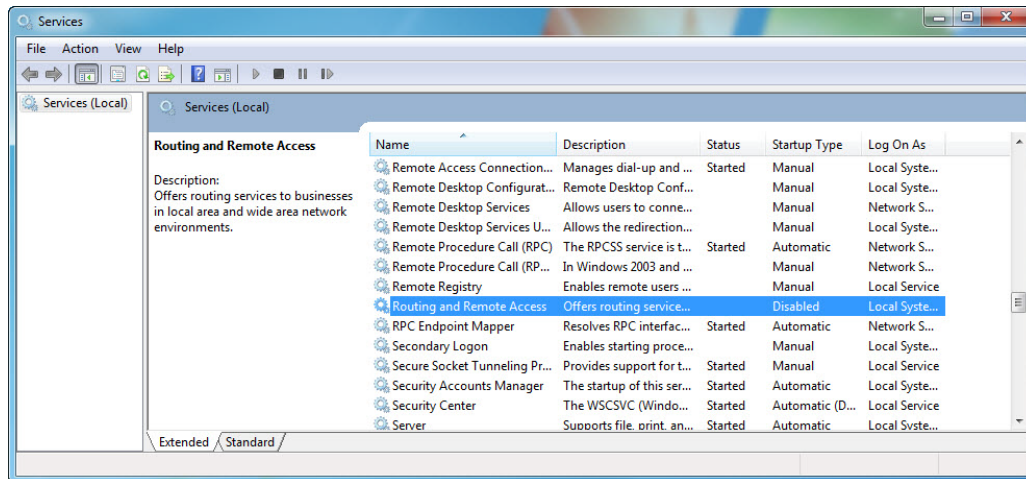 Services
File Action View Help
Services (Local)
Services (Local)
Routing and Remote Access
Description:
Offers routing services to businesses
in local area and wide area network
environments.
Name Description Status Startup Type Log On As
Remote Access Connection... Manages dial-up and ... Started Manual Local Syste...
Remote Desktop Configurat... Remote Desktop Conf... Manual Local Syste...
Remote Desktop Services Allows users to conne... Manual Network S...
Remote Desktop Services U... Allows the redirection... Manual Local Syste...
Remote Procedure Call (RPC) The RPCSS service is t... Started Automatic Network S...
Remote Procedure Call (RP... In Windows 2003 and ... Manual Network S...
Remote Registry Enables remote users ... Manual Local Service
Routing and Remote Access Offers routing service... Disabled Local Syste...
RPC Endpoint Mapper Resolves RPC interfac... Started Automatic Network S...
Secondary Logon Enables starting proce... Manual Local Syste...
Secure Socket Tunneling Pr... Provides support for t... Started Manual Local Service
Security Accounts Manager The startup of this ser... Started Automatic Local Syste...
Security Center The WSCSVC (Windo... Started Automatic (D... Local Service
Server Supports file, print, an... Started Automatic Local Syste...
Extended Standard